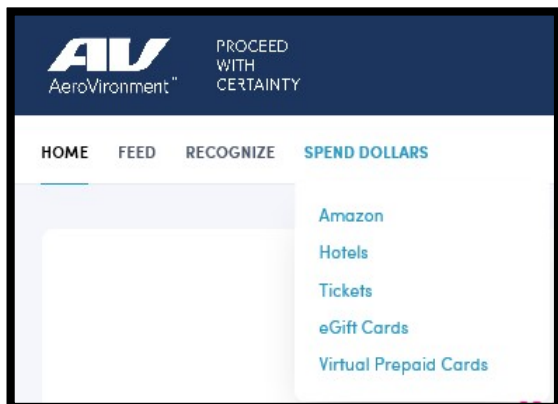 AV
PROCEED
WITH
AeroVironment™
CERTAINTY
HOME FEED RECOGNIZE SPEND DOLLARS
Amazon
Hotels
Tickets
eGift Cards
Virtual Prepaid Cards